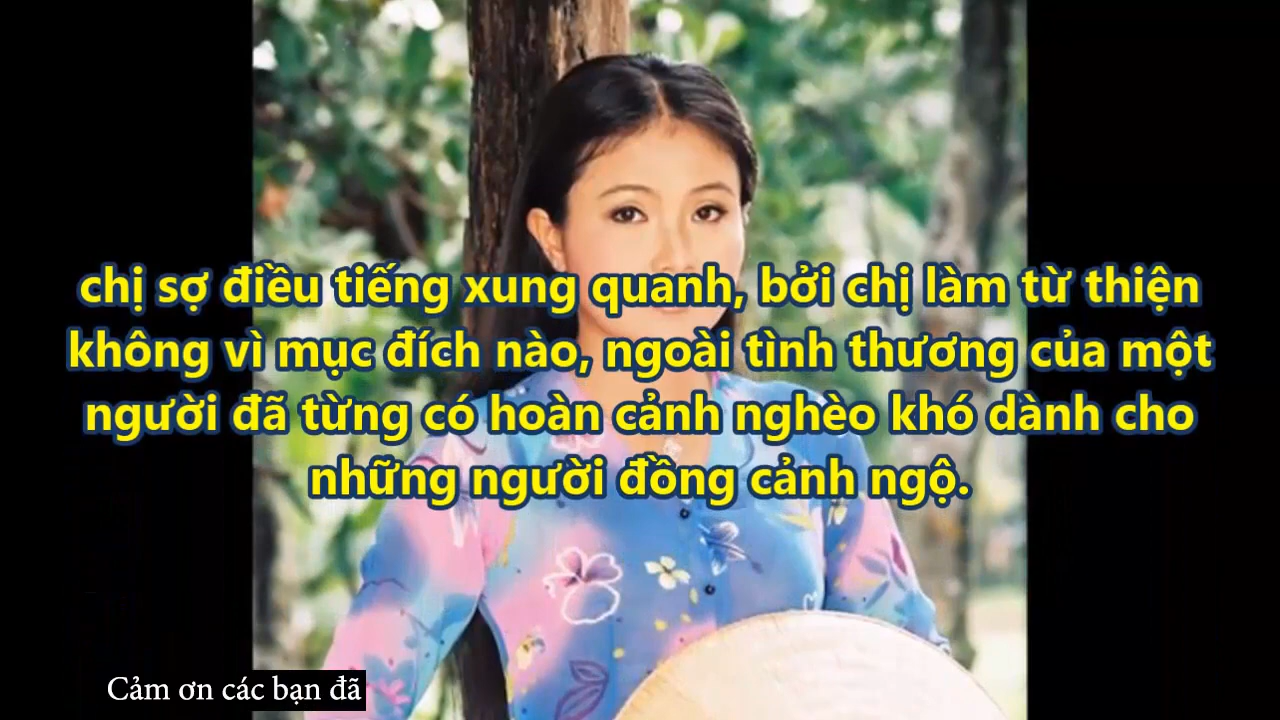 chị sợ điều tiếng xung quanh, bởi chị làm từ thiện
không vì mục đích nào, ngoài tình thương của một
người đã từng có hoàn cảnh nghèo khó dành cho
những người đồng cảnh ngộ.
Cảm ơn các bạn đã